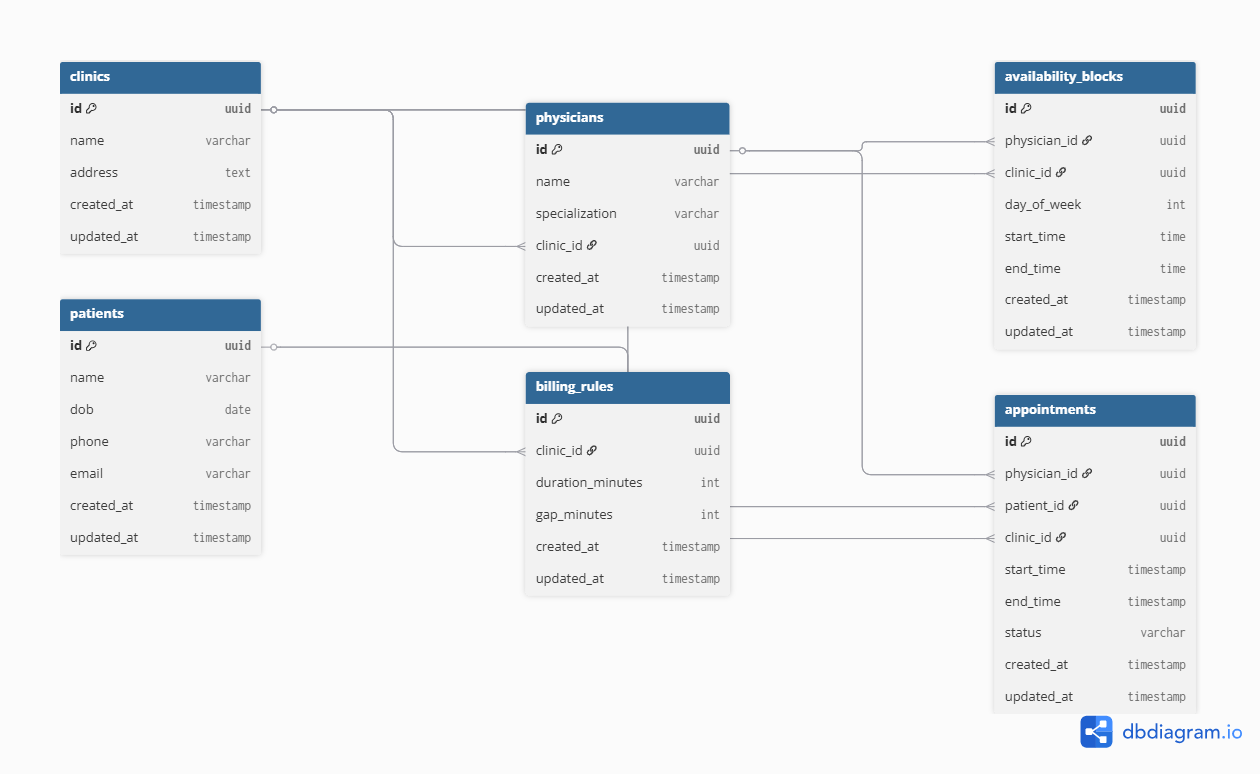 clinics
id uuid
name varchar
address text
created_at timestamp
updated_at timestamp
patients
id uuid
name varchar
dob date
phone varchar
email varchar
created_at timestamp
updated_at timestamp
physicians
id uuid
name varchar
specialization varchar
clinic_id uuid
created_at timestamp
updated_at timestamp
billing_rules
id uuid
clinic_id uuid
duration_minutes int
gap_minutes int
created_at timestamp
updated_at timestamp
availability_blocks
id uuid
physician_id uuid
clinic_id uuid
day_of_week int
start_time time
end_time time
created_at timestamp
updated_at timestamp
appointments
id uuid
physician_id uuid
patient_id uuid
clinic_id uuid
start_time timestamp
end_time timestamp
status varchar
created_at timestamp
updated_at timestamp
dbdiagram.io